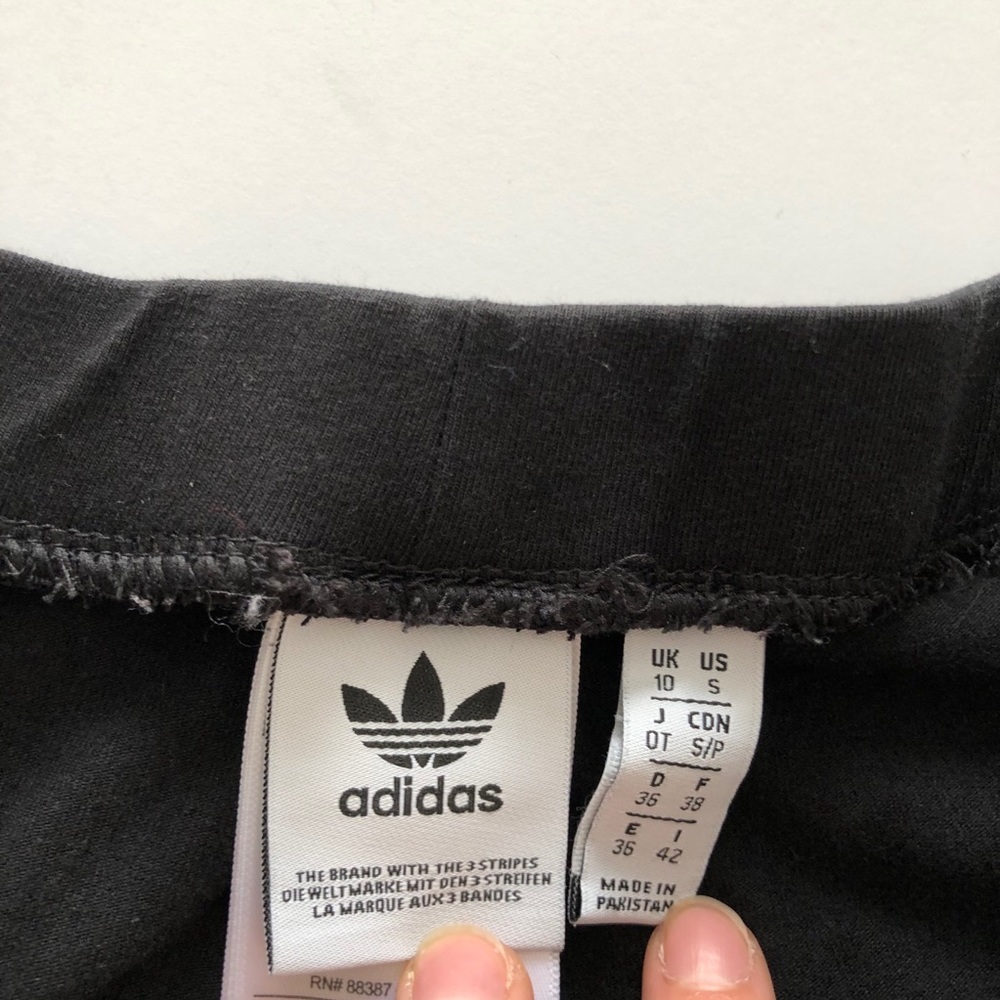 adidas
THE BRAND WITH THE 3 STRIPES
DIE WELTMARKE MIT DEN 3 STREIFEN
LA MARQUE AUX 3 BANDES
RN# 88387
UK US
10 S
J CDN
OT S/P
D F
36 38
E I
36 42
MADE IN
PAKISTAN